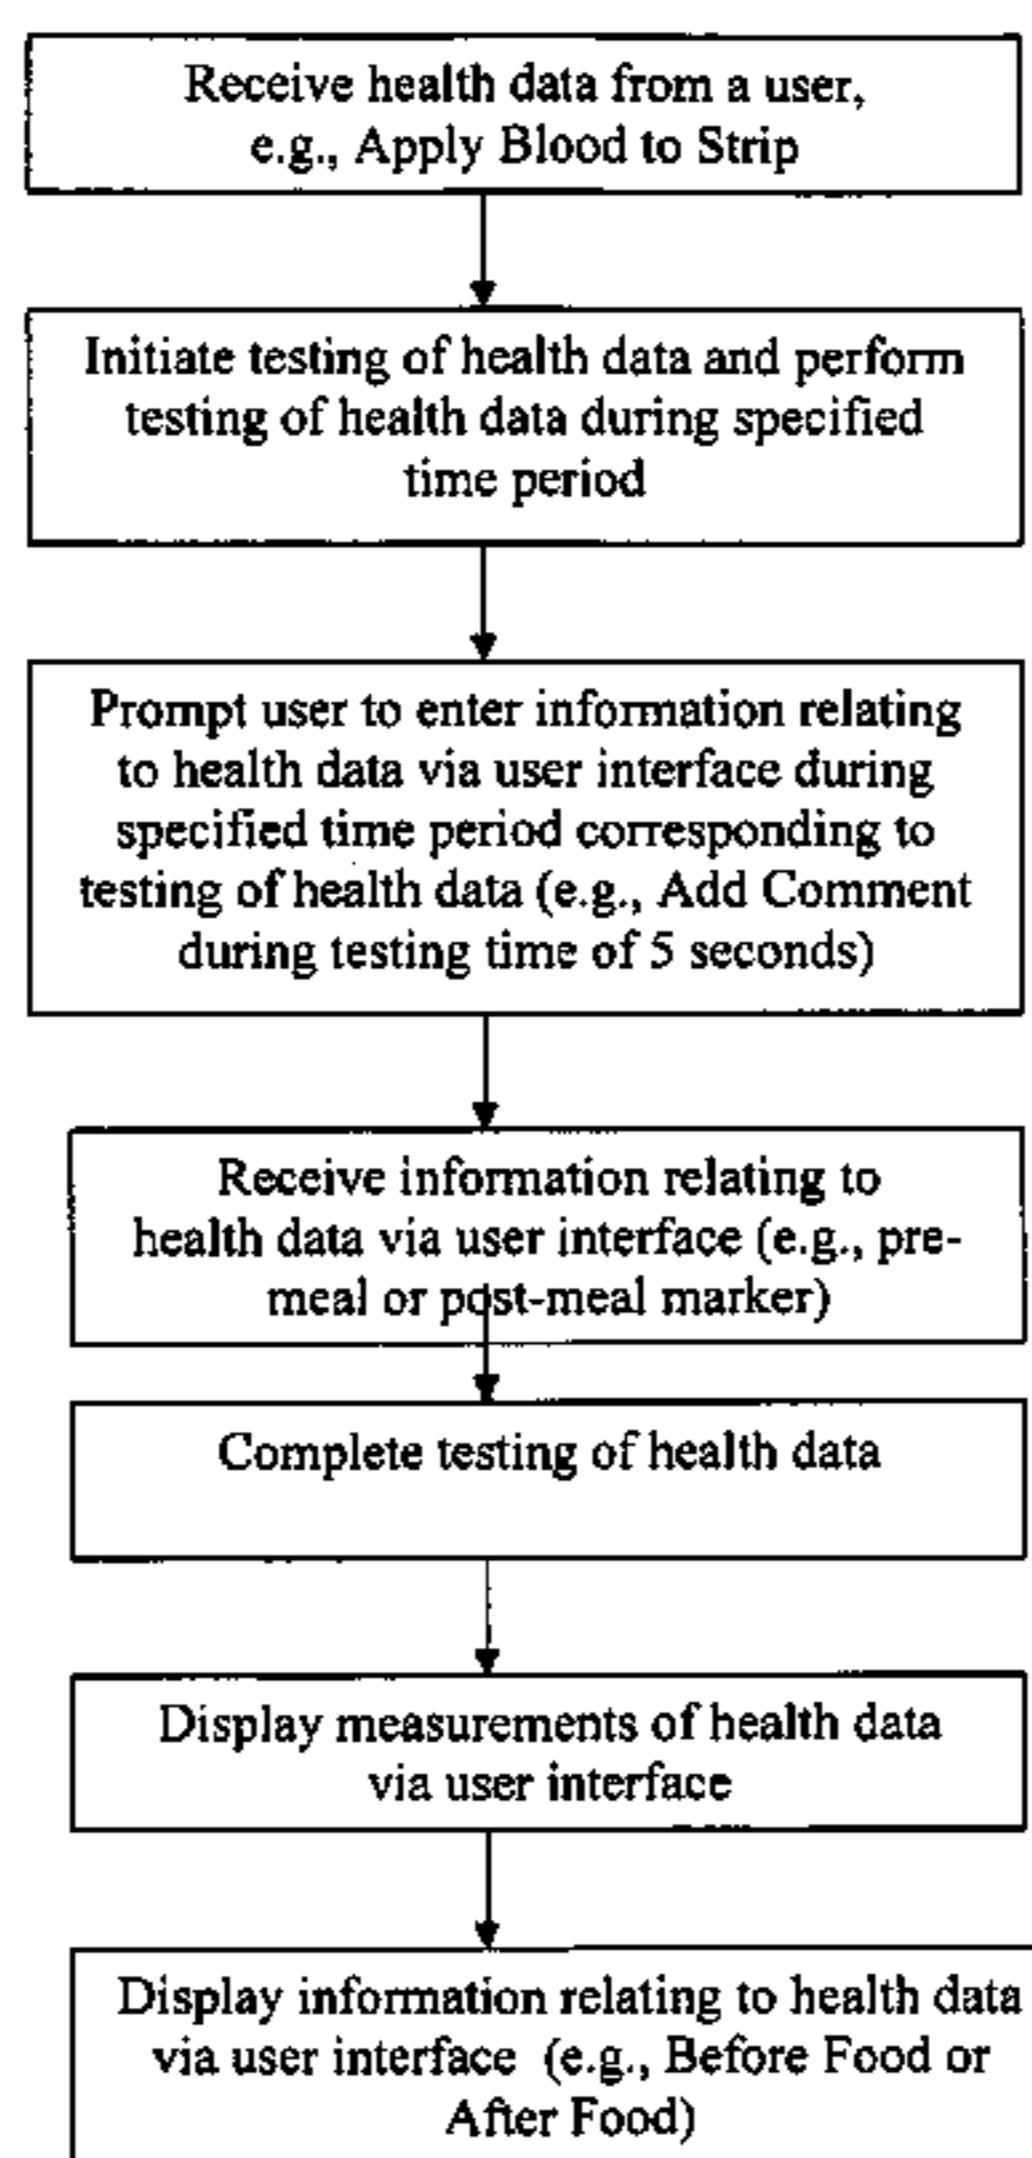 Receive health data from a user,
e.g., Apply Blood to Strip
Initiate testing of health data and perform
testing of health data during specified
time period
Prompt user to enter information relating
to health data via user interface during
specified time period corresponding to
testing of health data (e.g., Add Comment
during testing time of 5 seconds)
Receive information relating to
health data via user interface (e.g., pre-
meal or post-meal marker)
Complete testing of health data
Display measurements of health data
via user interface
Display information relating to health data
via user interface (e.g., Before Food or
After Food)